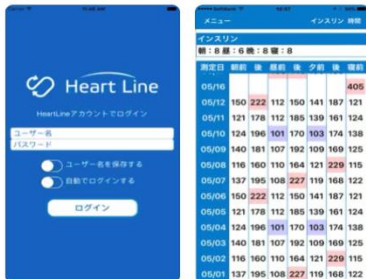 Heart Line
HeartLineアカウントでログイン
ユーザー名
パスワード
ユーザー名を保存する
自動でログインする
ログイン
メニュー インスリン 時間
インスリン
朝：8 昼：6 晩：8 寝：8
測定日 朝前 後 昼前 後 夕前 後 寝前
05/16 405
05/12 150 222 112 150 141 187 121
05/11 121 178 112 185 139 161 124
05/10 124 196 101 170 103 174 138
05/09 140 181 107 192 109 169 125
05/08 116 160 110 164 121 229 115
05/07 137 195 108 227 119 168 122
05/06 150 222 112 150 141 187 121
05/05 121 178 112 185 139 161 124
05/04 124 196 101 170 103 174 138
05/03 140 181 107 192 109 169 125
05/02 116 160 110 164 121 229 115
05/01 137 195 108 227 119 168 122